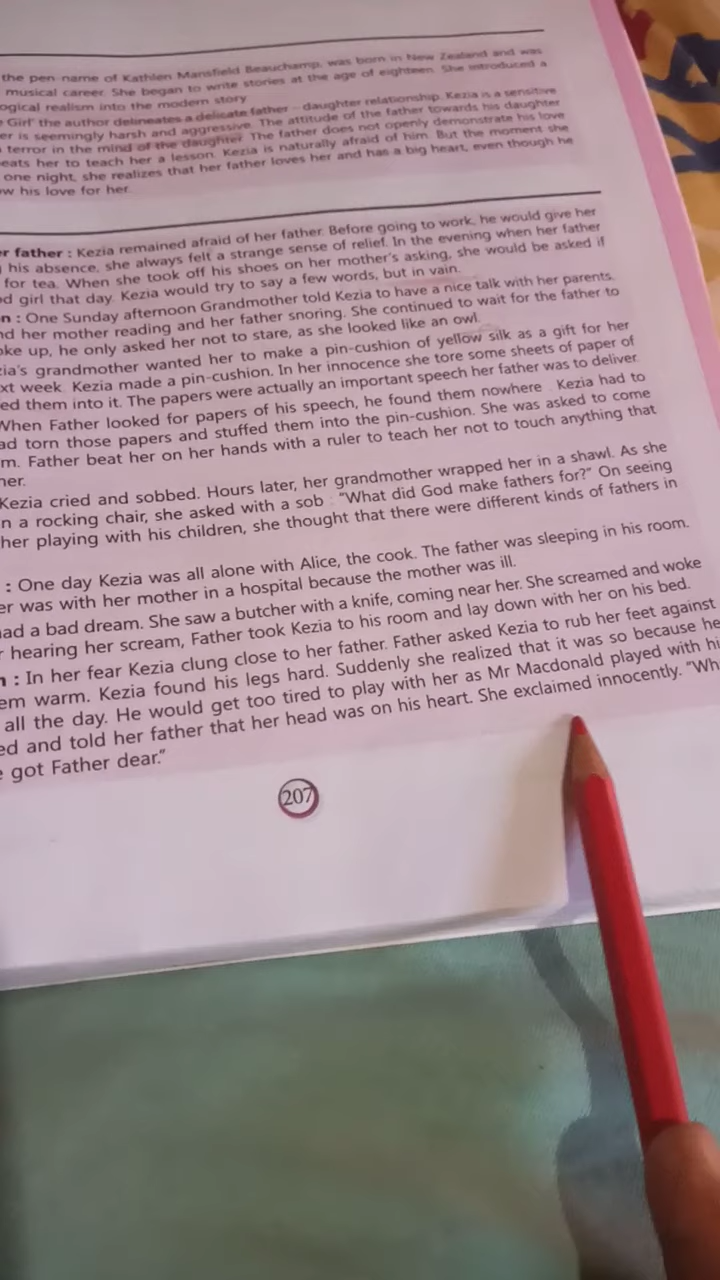 the pen name of Kathlen Mansfield Beauchamp, was born in New Zealand and was
musical career. She began to write stories at the age of eighteen. She introduced a
ogical realism into the modern story
Girl' the author delineates a delicate father - daughter relationship. Kezia is a sensitive
er is seemingly harsh and aggressive. The attitude of the father towards his daughter
terror in the mind of the daughter. The father does not openly demonstrate his love
eats her to teach her a lesson. Kezia is naturally afraid of him. But the moment she
one night, she realizes that her father loves her and has a big heart, even though he
w his love for her.
er father : Kezia remained afraid of her father. Before going to work, he would give her
his absence, she always felt a strange sense of relief. In the evening when her father
for tea. When she took off his shoes on her mother's asking, she would be asked if
d girl that day. Kezia would try to say a few words, but in vain.
n : One Sunday afternoon Grandmother told Kezia to have a nice talk with her parents.
nd her mother reading and her father snoring. She continued to wait for the father to
ke up, he only asked her not to stare, as she looked like an owl.
zia's grandmother wanted her to make a pin-cushion of yellow silk as a gift for her
xt week. Kezia made a pin-cushion. In her innocence she tore some sheets of paper of
ed them into it. The papers were actually an important speech her father was to deliver.
When Father looked for papers of his speech, he found them nowhere. Kezia had to
ad torn those papers and stuffed them into the pin-cushion. She was asked to come
m. Father beat her on her hands with a ruler to teach her not to touch anything that
her.
Kezia cried and sobbed. Hours later, her grandmother wrapped her in a shawl. As she
n a rocking chair, she asked with a sob : "What did God make fathers for?" On seeing
her playing with his children, she thought that there were different kinds of fathers in
: One day Kezia was all alone with Alice, the cook. The father was sleeping in his room.
er was with her mother in a hospital because the mother was ill.
had a bad dream. She saw a butcher with a knife, coming near her. She screamed and woke
r hearing her scream, Father took Kezia to his room and lay down with her on his bed.
n : In her fear Kezia clung close to her father. Father asked Kezia to rub her feet against
em warm. Kezia found his legs hard. Suddenly she realized that it was so because he
all the day. He would get too tired to play with her as Mr Macdonald played with hi
ed and told her father that her head was on his heart. She exclaimed innocently. "Wh
e got Father dear."
207